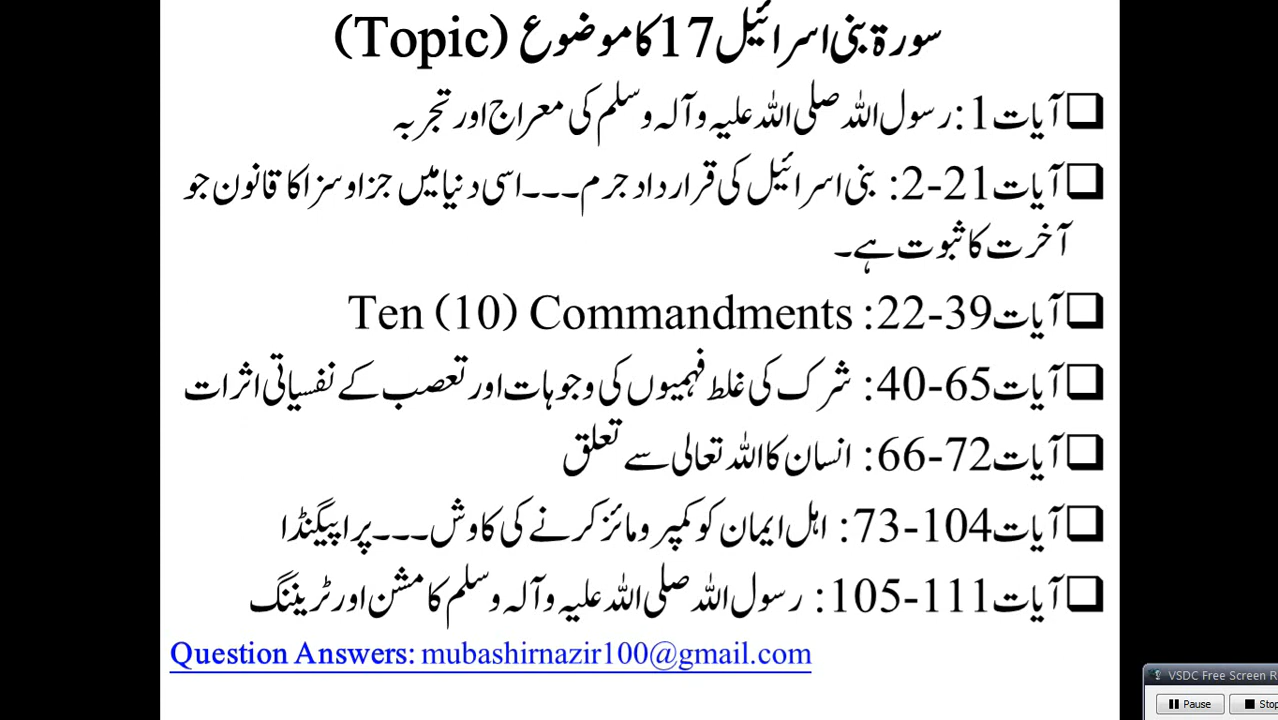 سورۃ بنی اسرائیل 17 کا موضوع (Topic)
❑ آیات 1: رسول اللہ صلی اللہ علیہ وآلہ وسلم کی معراج اور تجربہ
❑ آیات 2-21: بنی اسرائیل کی قرارداد جرم۔۔۔اسی دنیا میں جزا و سزا کا قانون جو
آخرت کا ثبوت ہے۔
❑ آیات 22-39: Ten (10) Commandments
❑ آیات 40-65: شرک کی غلط فہمیوں کی وجوہات اور تعصب کے نفسیاتی اثرات
❑ آیات 66-72: انسان کا اللہ تعالی سے تعلق
❑ آیات 73-104: اہل ایمان کو کمپرومائز کرنے کی کاوش۔۔۔پراپیگنڈا
❑ آیات 105-111: رسول اللہ صلی اللہ علیہ وآلہ وسلم کا مشن اور ٹریننگ
Question Answers: mubashirnazir100@gmail.com
VSDC Free Screen R
Pause Stop